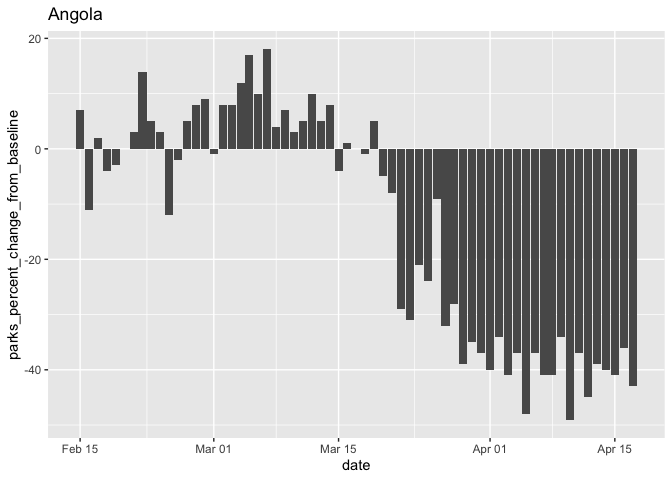 Angola
parks_percent_change_from_baseline
20
0
-20
-40
Feb 15
Mar 01
Mar 15
Apr 01
Apr 15
date